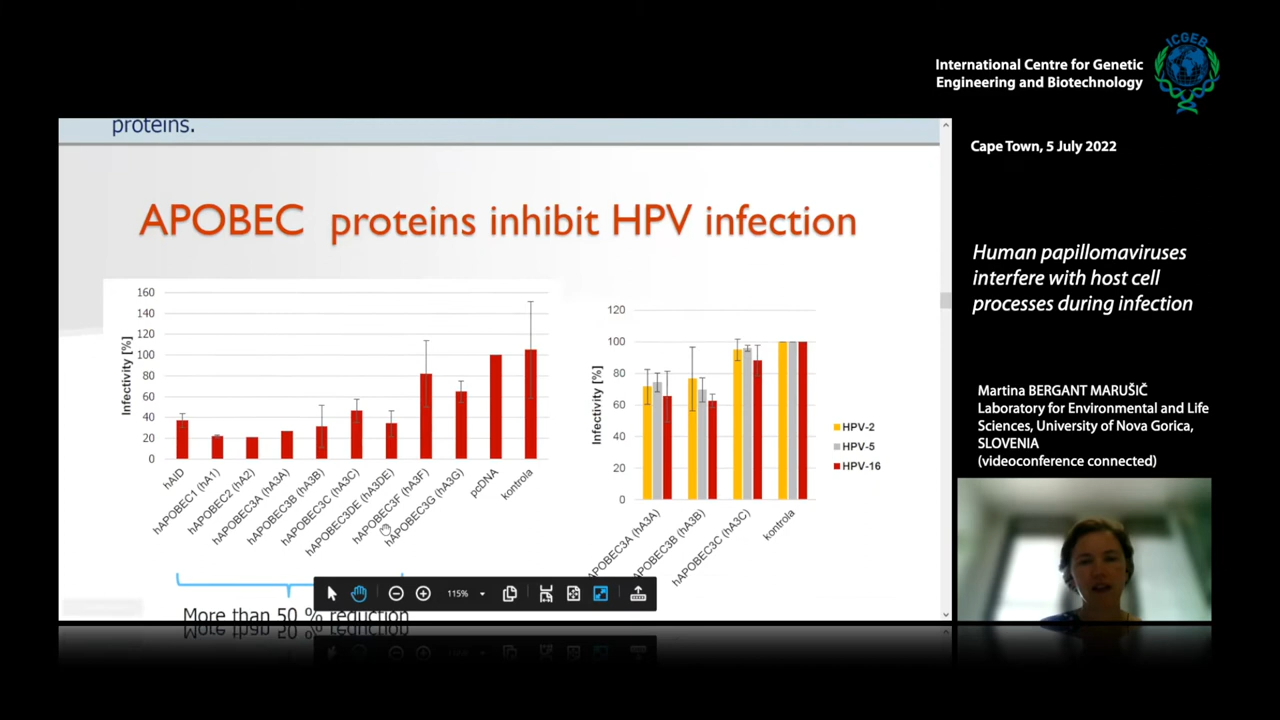 ICGEB
International Centre for Genetic
Engineering and Biotechnology
Cape Town, 5 July 2022
Human papillomaviruses
interfere with host cell
processes during infection
Martina BERGANT MARUŠIČ
Laboratory for Environmental and Life
Sciences, University of Nova Gorica,
SLOVENIA
(videoconference connected)
proteins.
APOBEC proteins inhibit HPV infection
Infectivity [%]
160
140
120
100
80
60
40
20
0
hAID
hAPOBEC1 (hA1)
hAPOBEC2 (hA2)
hAPOBEC3A (hA3A)
hAPOBEC3B (hA3B)
hAPOBEC3C (hA3C)
hAPOBEC3DE (hA3DE)
hAPOBEC3F (hA3F)
hAPOBEC3G (hA3G)
pcDNA
kontrola
More than 50 % reduction
Infectivity [%]
120
100
80
60
40
20
0
APOBEC3A (hA3A)
APOBEC3B (hA3B)
hAPOBEC3C (hA3C)
kontrola
HPV-2
HPV-5
HPV-16
115%